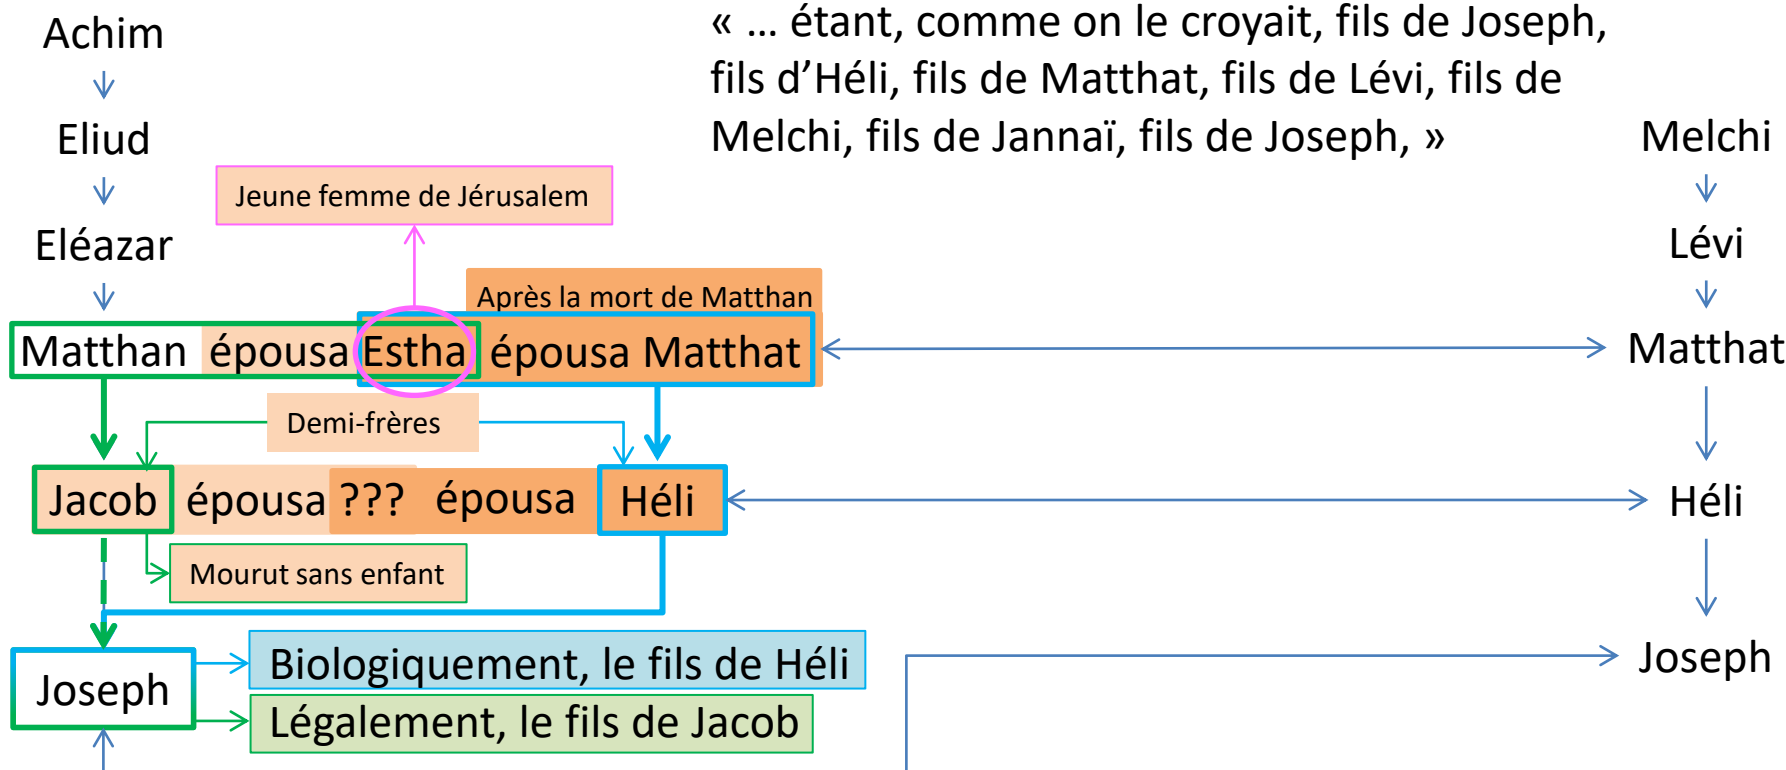 Achim
Eliud
Eléazar
« … étant, comme on le croyait, fils de Joseph,
fils d’Héli, fils de Matthat, fils de Lévi, fils de
Melchi, fils de Jannaï, fils de Joseph, »
Melchi
Lévi
Jeune femme de Jérusalem
Après la mort de Matthan
Matthan épousa Estha épousa Matthat
Matthat
Demi-frères
Jacob épousa ??? épousa Héli
Héli
Mourut sans enfant
Joseph
Biologiquement, le fils de Héli
Légalement, le fils de Jacob
Joseph